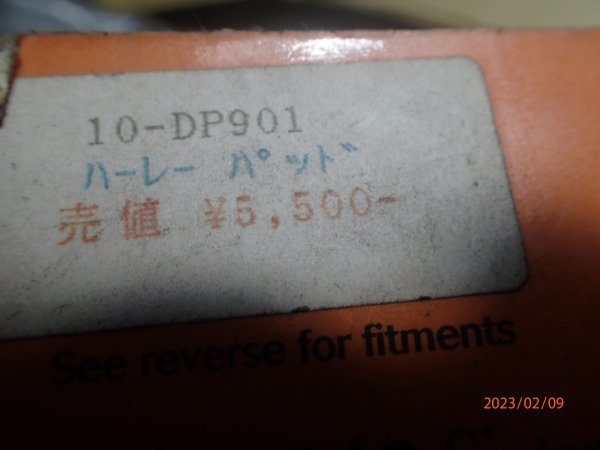 10-DP901
ハーレー パッド
売値 ¥5,500-
See reverse for fitments
2023/02/09